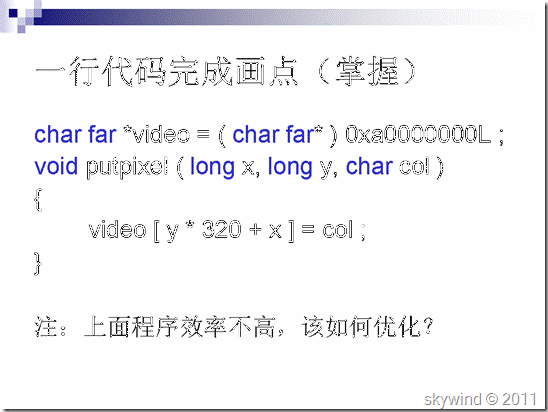 一行代码完成画点（掌握）
char far *video = ( char far* ) 0xa0000000L ;
void putpixel ( long x, long y, char col )
{
video [ y * 320 + x ] = col ;
}
注：上面程序效率不高，该如何优化？
skywind © 2011